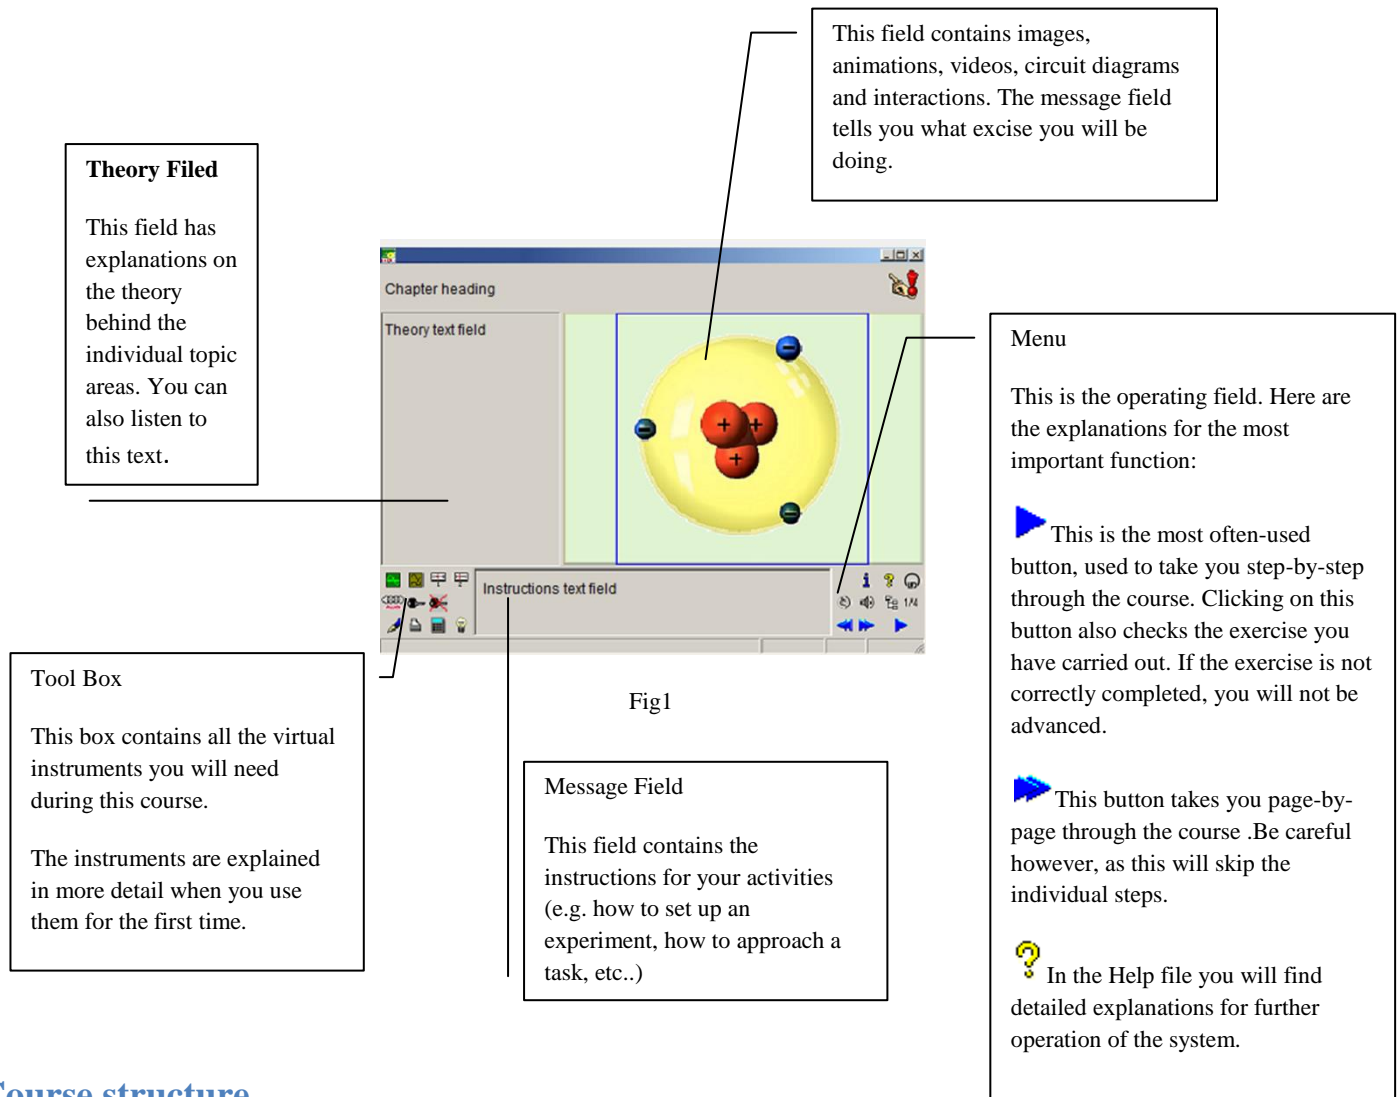 This field contains images,
animations, videos, circuit diagrams
and interactions. The message field
tells you what excise you will be
doing.
Theory Filed
This field has
explanations on
the theory
behind the
individual topic
areas. You can
also listen to
this text.
Chapter heading
Theory text field
Instructions text field
1/4
Menu
This is the operating field. Here are
the explanations for the most
important function:
This is the most often-used
button, used to take you step-by-step
through the course. Clicking on this
button also checks the exercise you
have carried out. If the exercise is not
correctly completed, you will not be
advanced.
This button takes you page-by-
page through the course .Be careful
however, as this will skip the
individual steps.
In the Help file you will find
detailed explanations for further
operation of the system.
Tool Box
This box contains all the virtual
instruments you will need
during this course.
The instruments are explained
in more detail when you use
them for the first time.
Fig1
Message Field
This field contains the
instructions for your activities
(e.g. how to set up an
experiment, how to approach a
task, etc..)
Course structure